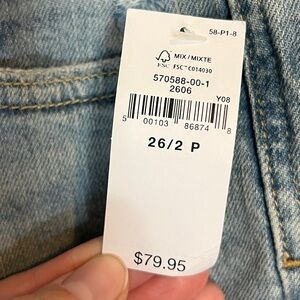 58-P1-8
MIX / MIXTE
FSC FSC™ C014030
570588-00-1
2606
Y08
5 00103 86874 8
26/2 P
$79.95